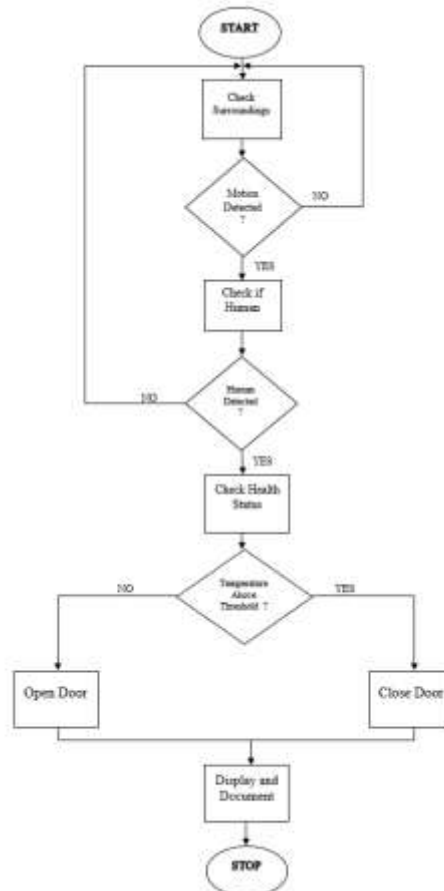 START
Check
Surroundings
Motion
Detected
?
NO
YES
Check if
Human
Human
Detected
?
NO
YES
Check Health
Status
Temperature
Above
Threshold ?
NO
YES
Open Door
Close Door
Display and
Document
STOP